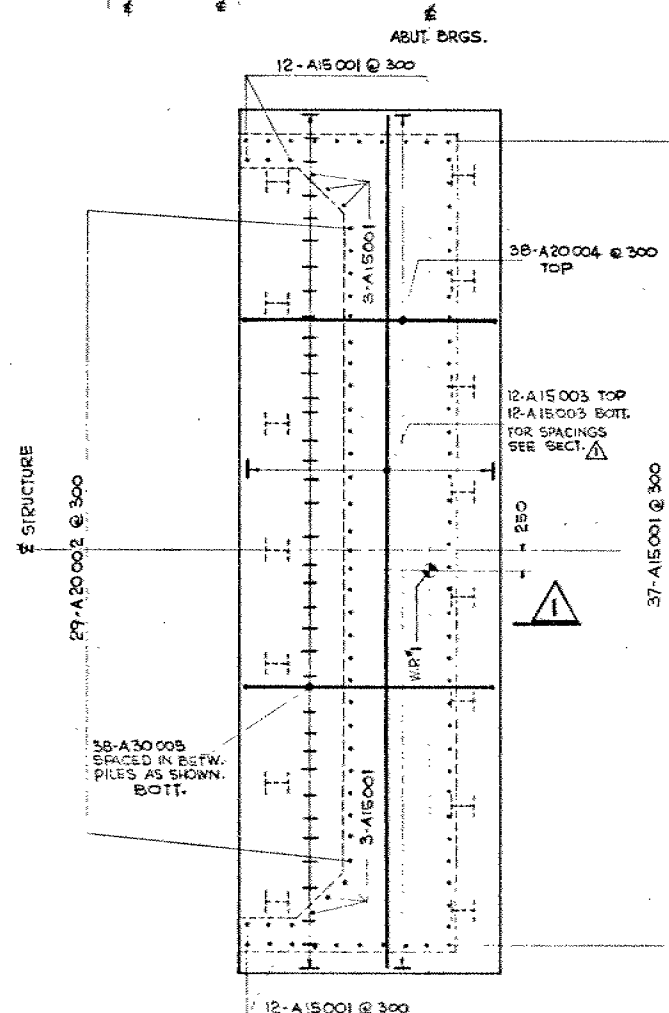 ABUT. BRGS.
12-A15001 @ 300
3-A15001
38-A20004 @ 300
TOP
12-A15003 TOP
12-A15003 BOTT.
FOR SPACINGS
SEE SECT. 1
℄ STRUCTURE
29-A20002 @ 300
250
37-A15001 @ 300
1
W.P.#1
38-A30005
SPACED IN BETW.
PILES AS SHOWN.
BOTT.
3-A15001
12-A15001 @ 300